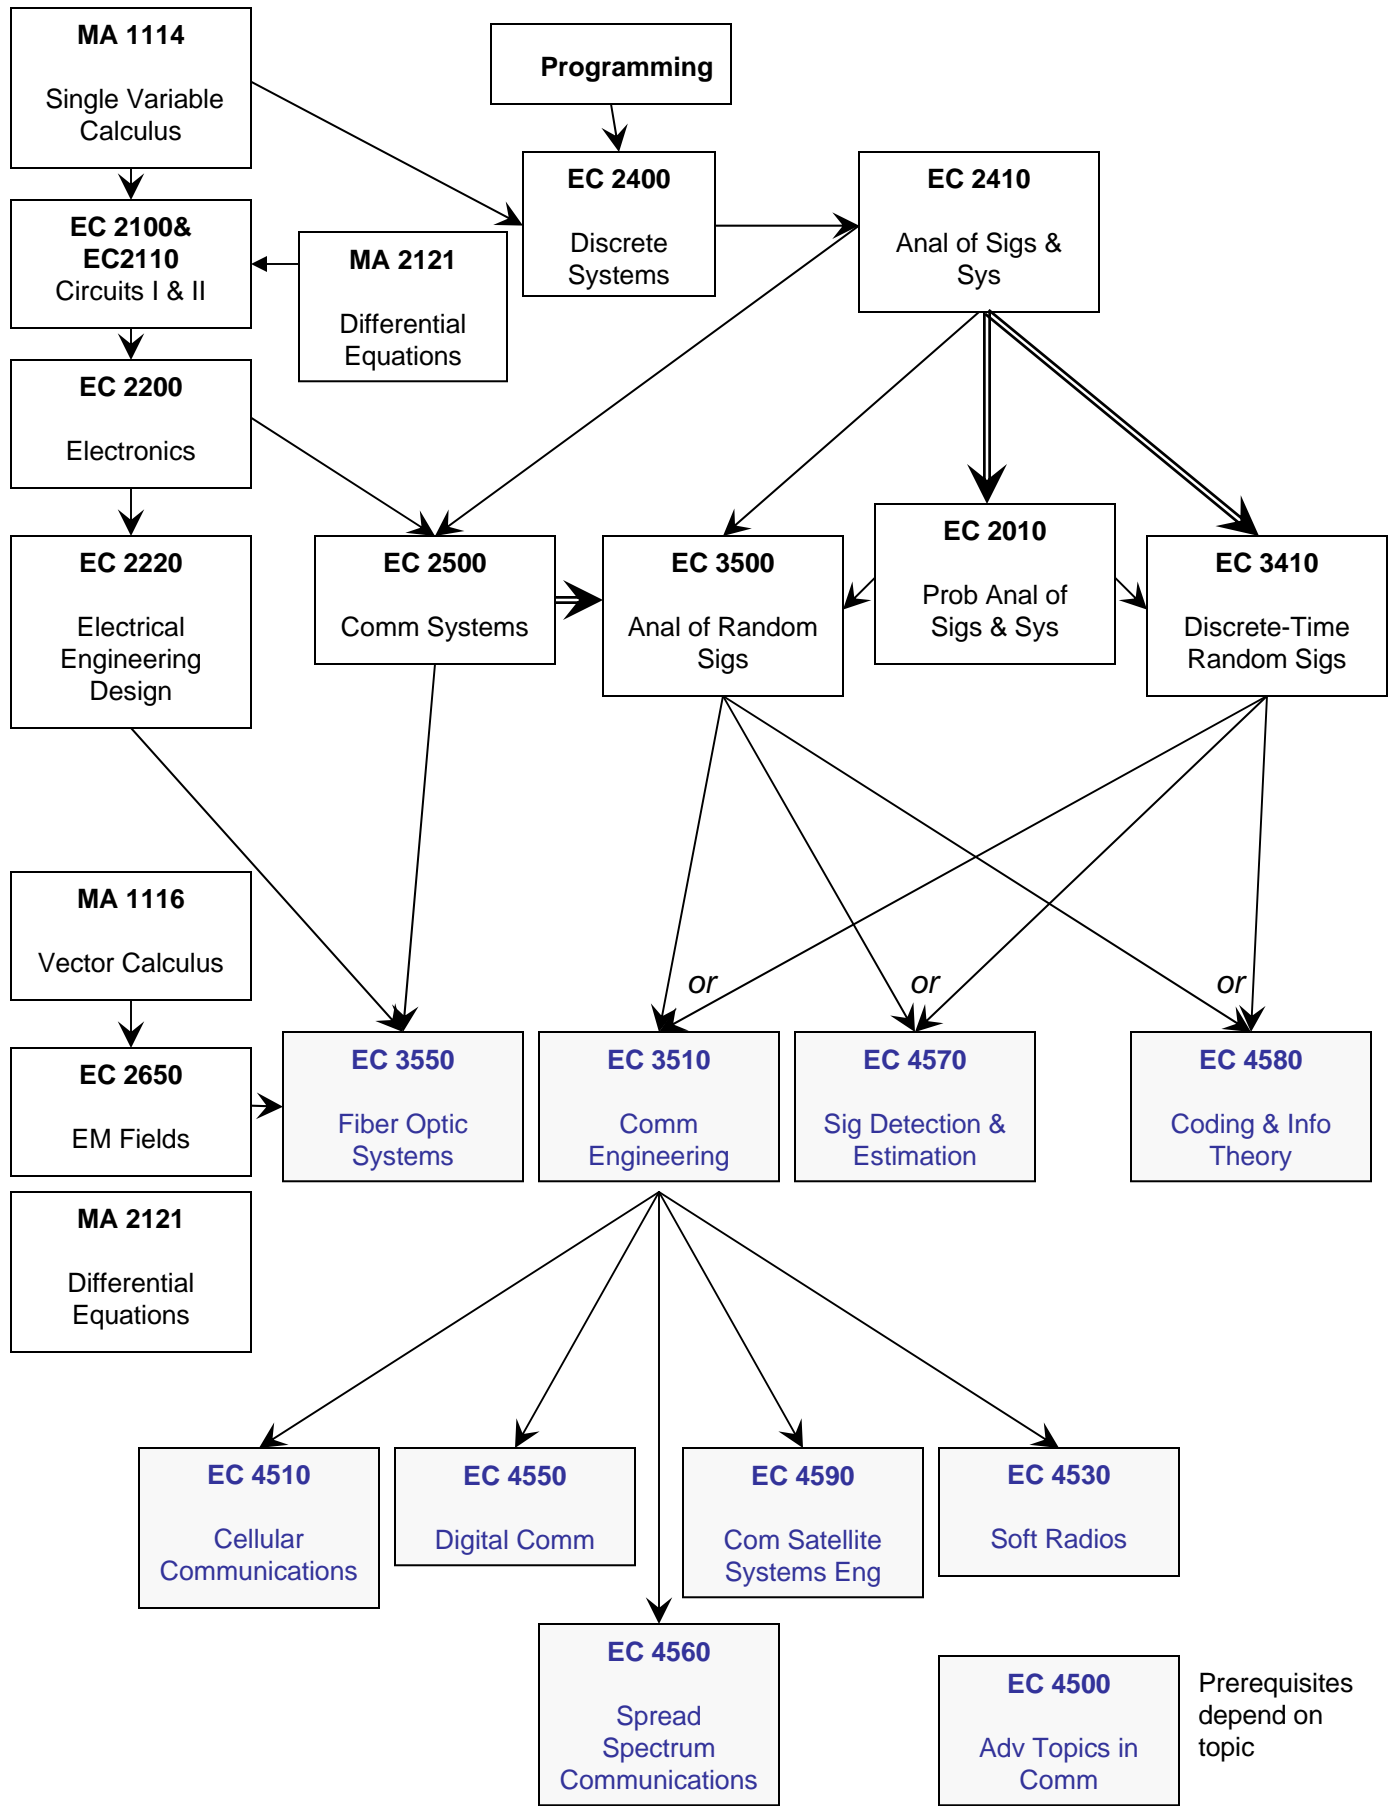 MA 1114
Single Variable
Calculus
Programming
EC 2400
Discrete
Systems
EC 2410
Anal of Sigs &
Sys
EC 2100&
EC2110
Circuits I & II
MA 2121
Differential
Equations
EC 2200
Electronics
EC 2220
Electrical
Engineering
Design
EC 2500
Comm Systems
EC 3500
Anal of Random
Sigs
EC 2010
Prob Anal of
Sigs & Sys
EC 3410
Discrete-Time
Random Sigs
MA 1116
Vector Calculus
or
or
or
EC 2650
EM Fields
EC 3550
Fiber Optic
Systems
EC 3510
Comm
Engineering
EC 4570
Sig Detection &
Estimation
EC 4580
Coding & Info
Theory
MA 2121
Differential
Equations
EC 4510
Cellular
Communications
EC 4550
Digital Comm
EC 4590
Com Satellite
Systems Eng
EC 4530
Soft Radios
EC 4560
Spread
Spectrum
Communications
EC 4500
Adv Topics in
Comm
Prerequisites
depend on
topic